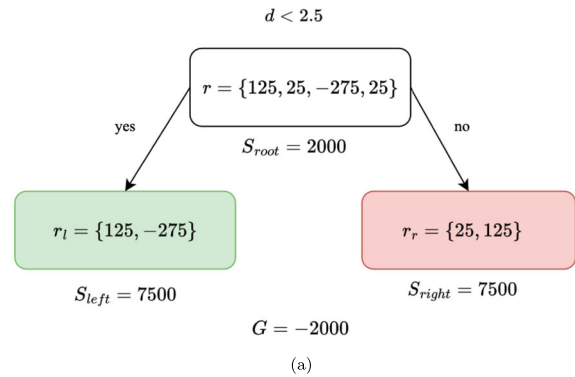 d < 2.5
r = {125, 25, −275, 25}
yes
no
S_root = 2000
r_l = {125, −275}
r_r = {25, 125}
S_left = 7500
S_right = 7500
G = −2000
(a)